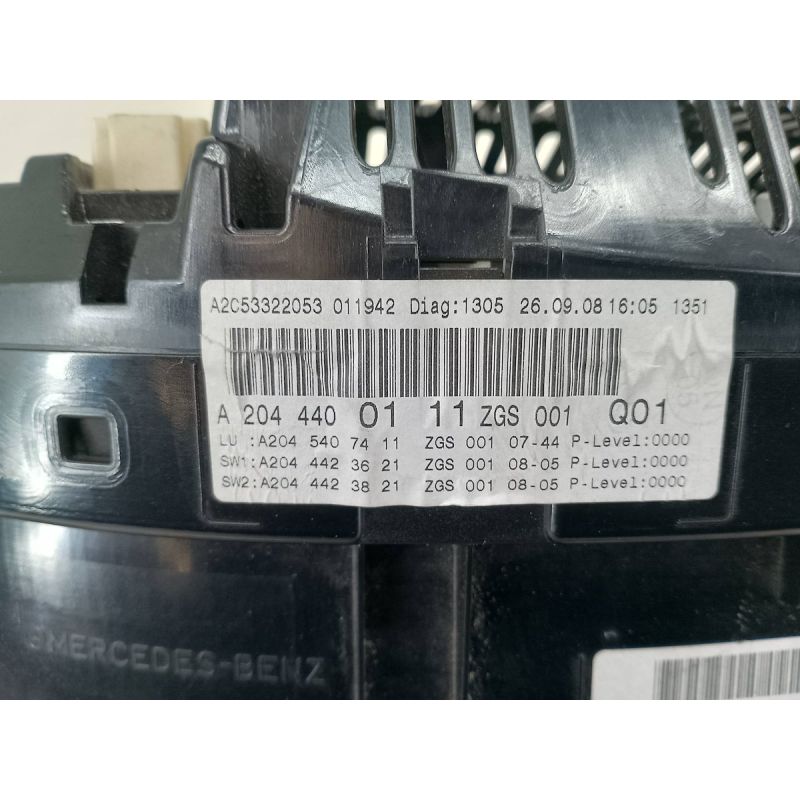 A2C53322053 011942 Diag:1305 26.09.08 16:05 1351
A 204 440 01 11 ZGS 001 Q01
LU :A204 540 74 11 ZGS 001 07-44 P-Level:0000
SW1:A204 442 36 21 ZGS 001 08-05 P-Level:0000
SW2:A204 442 38 21 ZGS 001 08-05 P-Level:0000
MERCEDES-BENZ